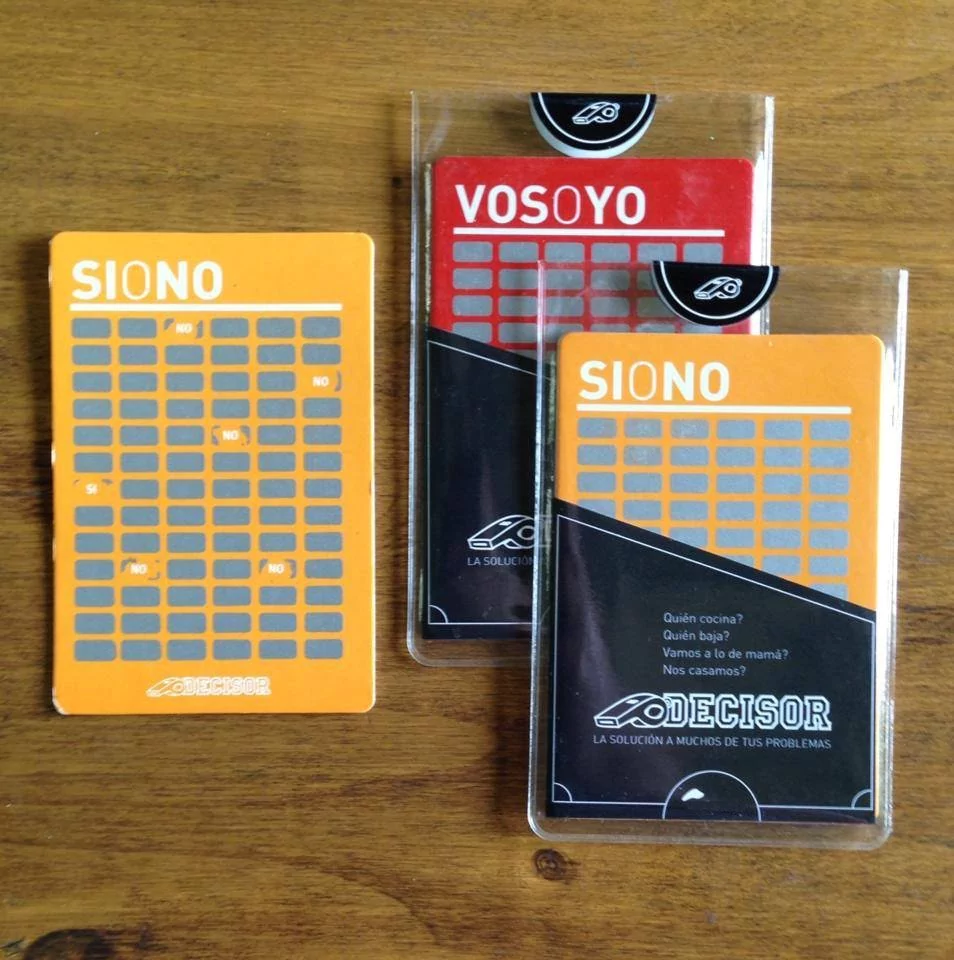 SIONO
NO
NO
NO
SI
NO
NO
DECISOR
VOSOYO
LA SOLUCIÓN
SIONO
Quién cocina?
Quién baja?
Vamos a lo de mamá?
Nos casamos?
DECISOR
LA SOLUCIÓN A MUCHOS DE TUS PROBLEMAS